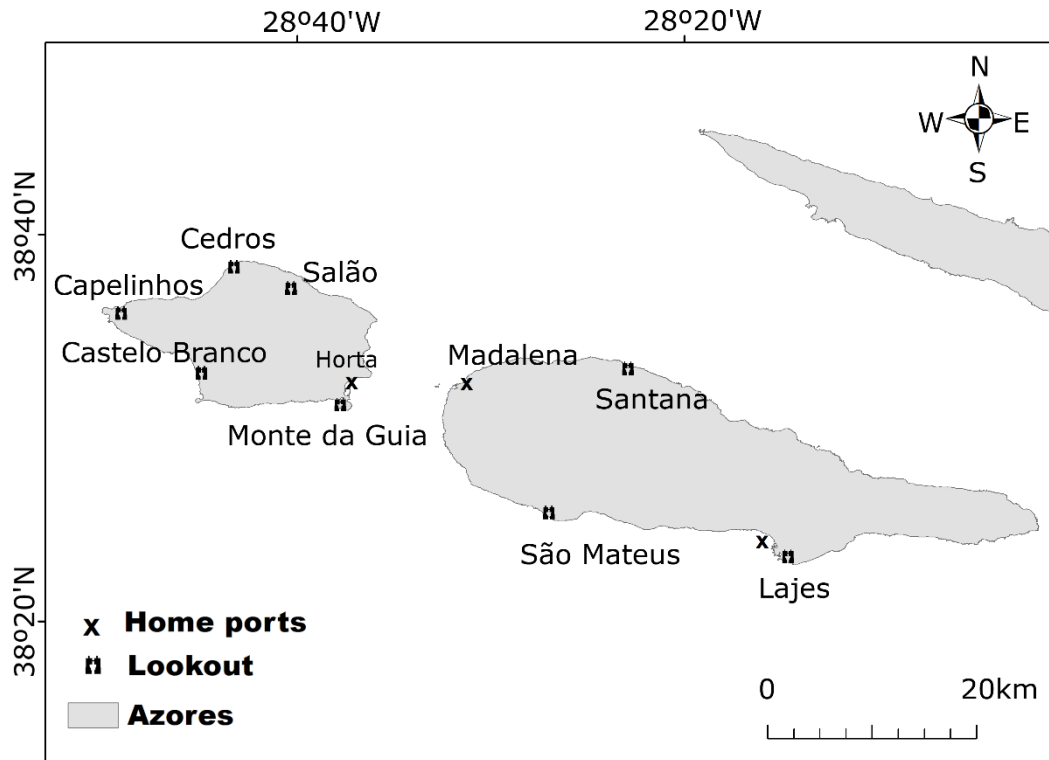 28º40'W
28º20'W
N
W
E
S
38º40'N
Cedros
Salão
Capelinhos
Castelo Branco
Horta
Madalena
Santana
Monte da Guia
São Mateus
Lajes
38º20'N
x Home ports
Lookout
Azores
0
20km